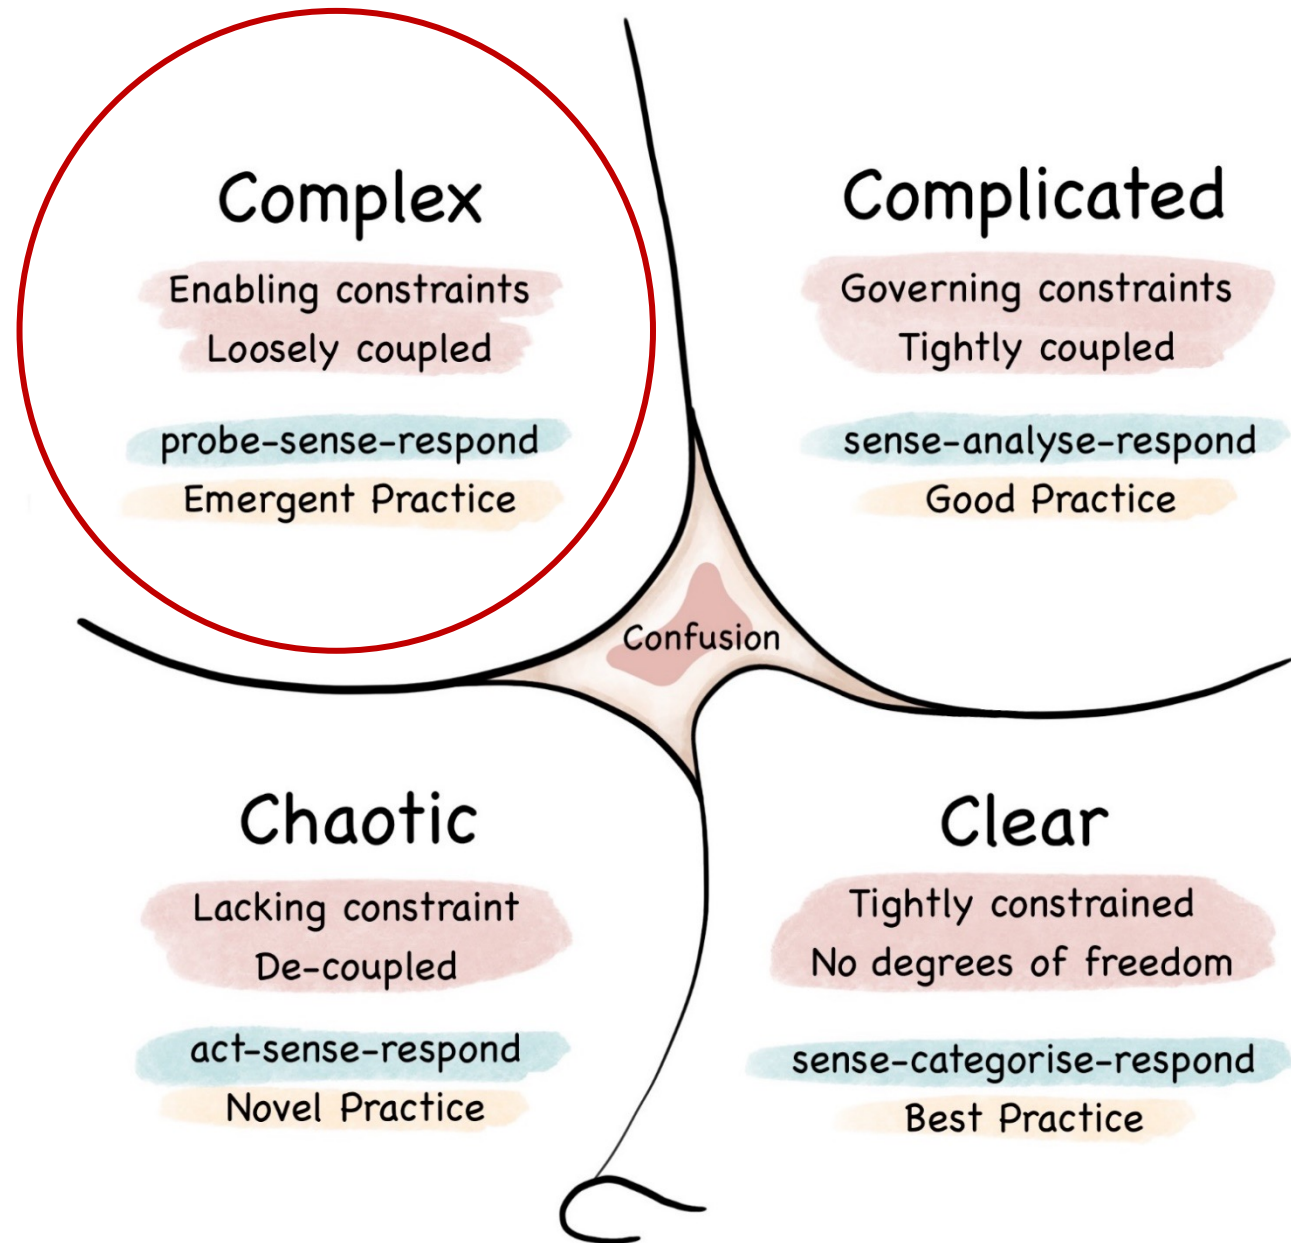 Complex
Enabling constraints
Loosely coupled
probe-sense-respond
Emergent Practice
Complicated
Governing constraints
Tightly coupled
sense-analyse-respond
Good Practice
Confusion
Chaotic
Lacking constraint
De-coupled
act-sense-respond
Novel Practice
Clear
Tightly constrained
No degrees of freedom
sense-categorise-respond
Best Practice